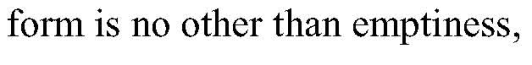 form is no other than emptiness,